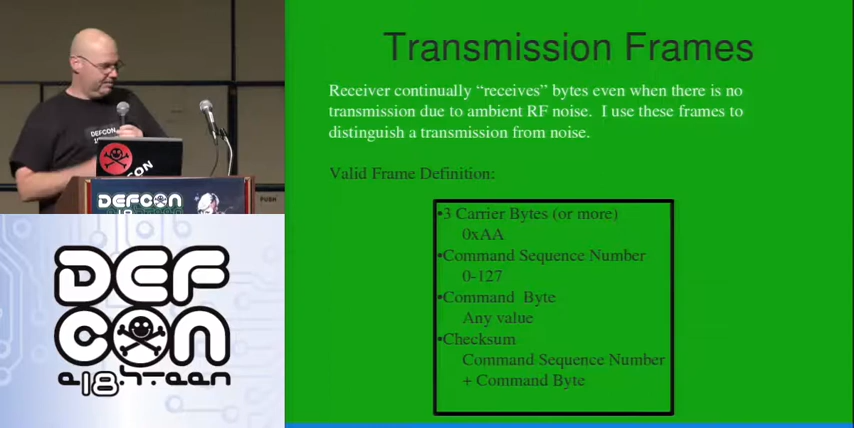 Transmission Frames
Receiver continually “receives” bytes even when there is no
transmission due to ambient RF noise.  I use these frames to
distinguish a transmission from noise.
Valid Frame Definition:
•3 Carrier Bytes (or more)
0xAA
•Command Sequence Number
0-127
•Command  Byte
Any value
•Checksum
Command Sequence Number
+ Command Byte
DEFCON
DEFCON
PUSH
DEF
CON